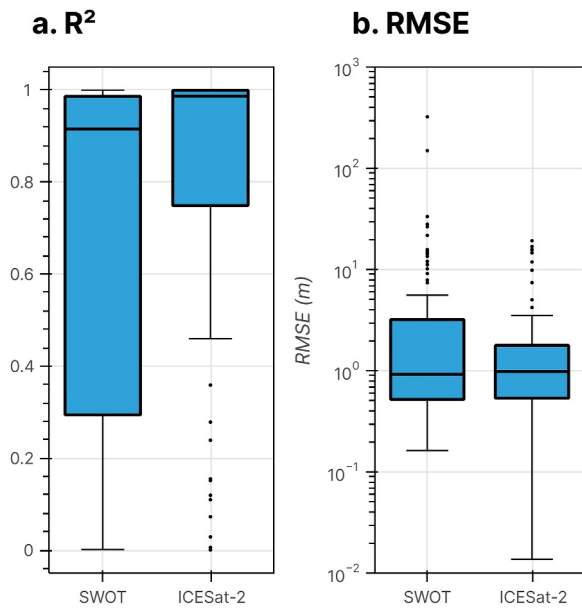 a. R²
1
0.8
0.6
0.4
0.2
0
SWOT
ICESat-2
b. RMSE
RMSE (m)
10³
10²
10¹
10⁰
10⁻¹
10⁻²
SWOT
ICESat-2